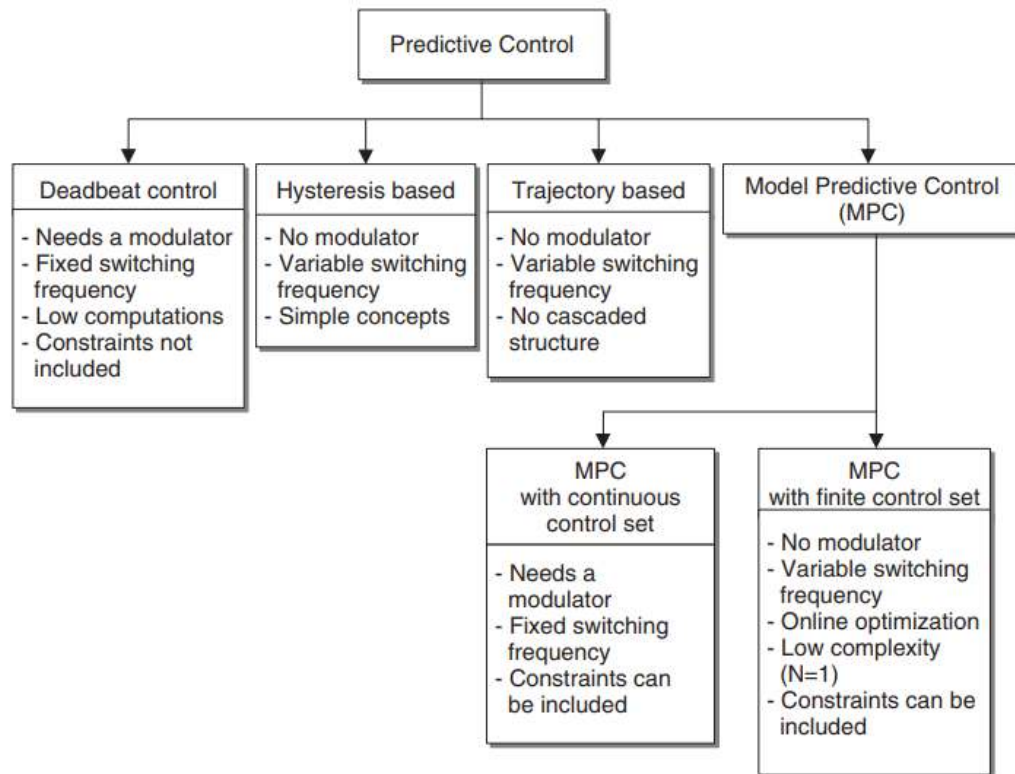 Predictive Control
Deadbeat control
- Needs a modulator
- Fixed switching
frequency
- Low computations
- Constraints not
included
Hysteresis based
- No modulator
- Variable switching
frequency
- Simple concepts
Trajectory based
- No modulator
- Variable switching
frequency
- No cascaded
structure
Model Predictive Control
(MPC)
MPC
with continuous
control set
- Needs a
modulator
- Fixed switching
frequency
- Constraints can
be included
MPC
with finite control set
- No modulator
- Variable switching
frequency
- Online optimization
- Low complexity
(N=1)
- Constraints can be
included